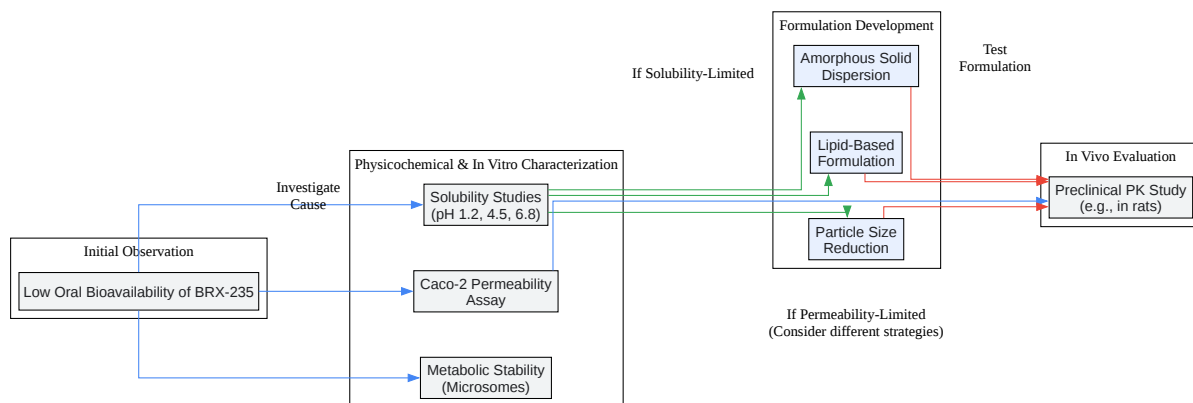 Initial Observation
Low Oral Bioavailability of BRX-235
Investigate
Cause
Physicochemical & In Vitro Characterization
Solubility Studies
(pH 1.2, 4.5, 6.8)
Caco-2 Permeability
Assay
Metabolic Stability
(Microsomes)
If Solubility-Limited
Formulation Development
Amorphous Solid
Dispersion
Lipid-Based
Formulation
Particle Size
Reduction
If Permeability-Limited
(Consider different strategies)
Test
Formulation
In Vivo Evaluation
Preclinical PK Study
(e.g., in rats)